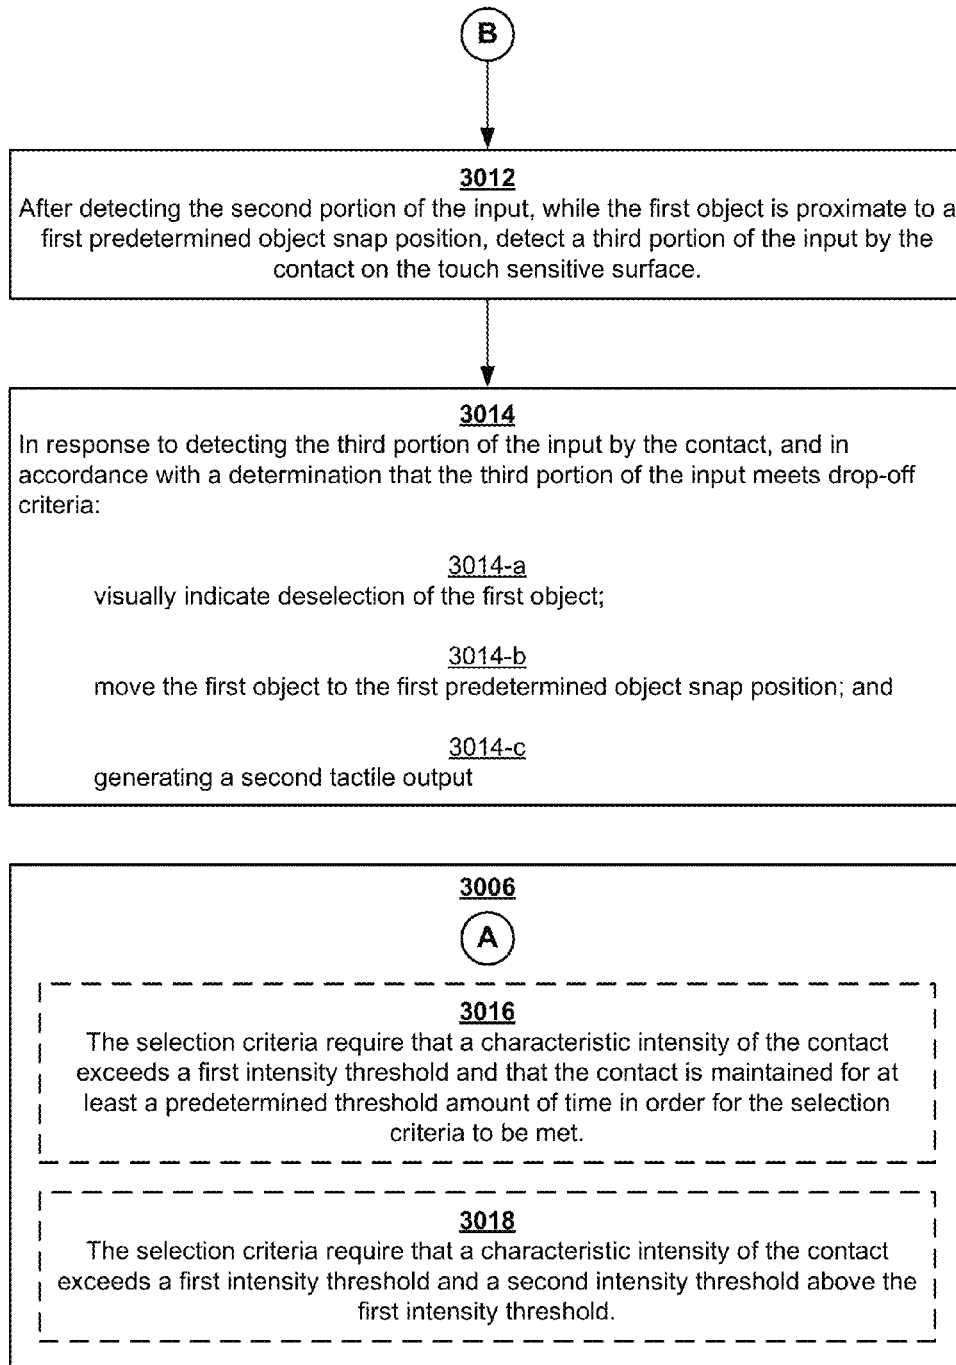 B
3012
After detecting the second portion of the input, while the first object is proximate to a
first predetermined object snap position, detect a third portion of the input by the
contact on the touch sensitive surface.
3014
In response to detecting the third portion of the input by the contact, and in
accordance with a determination that the third portion of the input meets drop-off
criteria:
3014-a
visually indicate deselection of the first object;
3014-b
move the first object to the first predetermined object snap position; and
3014-c
generating a second tactile output
3006
A
3016
The selection criteria require that a characteristic intensity of the contact
exceeds a first intensity threshold and that the contact is maintained for at
least a predetermined threshold amount of time in order for the selection
criteria to be met.
3018
The selection criteria require that a characteristic intensity of the contact
exceeds a first intensity threshold and a second intensity threshold above the
first intensity threshold.